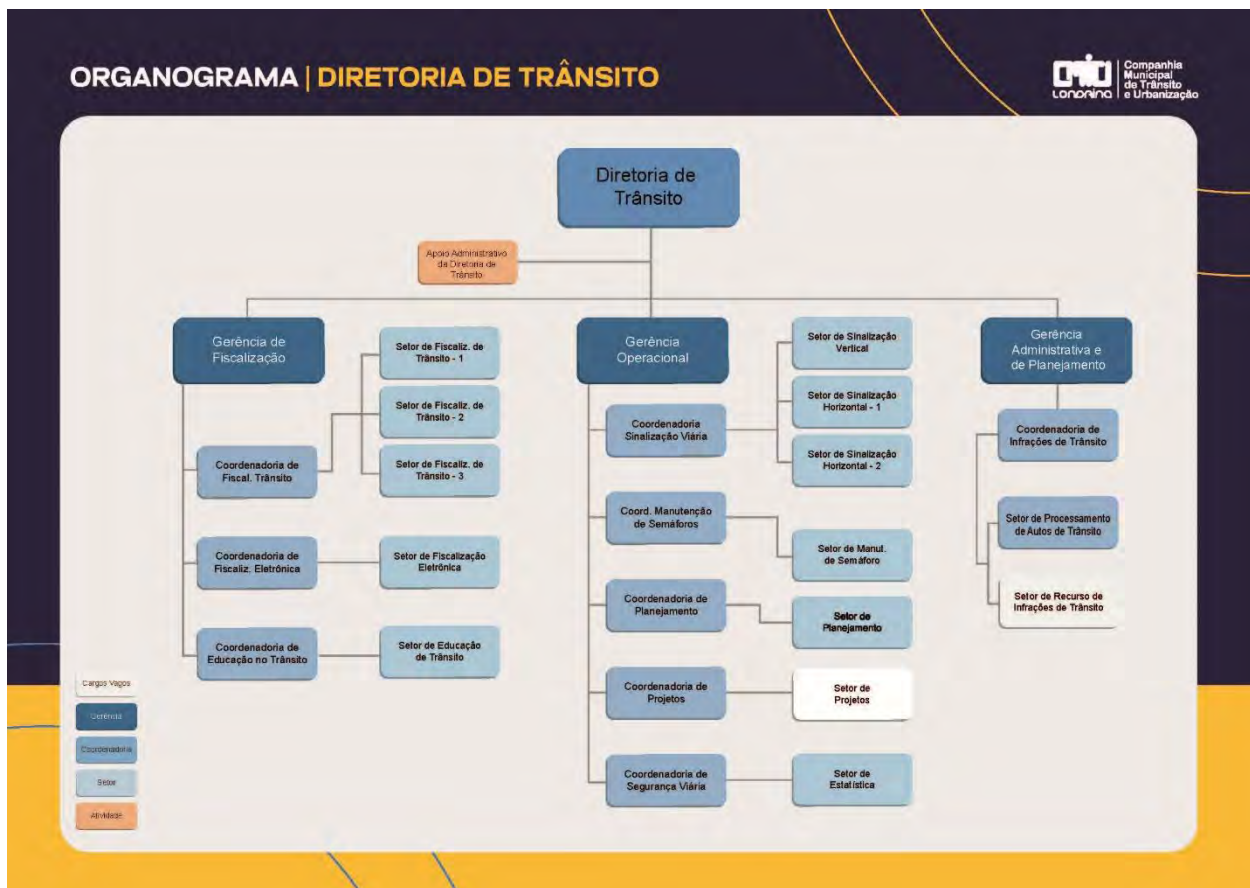 ORGANOGRAMA | DIRETORIA DE TRÂNSITO
CMTU
LONDRINA
Companhia
Municipal
de Trânsito
e Urbanização
Diretoria de
Trânsito
Apoio Administrativo
da Diretoria de
Trânsito
Gerência de
Fiscalização
Setor de Fiscaliz. de
Trânsito - 1
Setor de Fiscaliz. de
Trânsito - 2
Setor de Fiscaliz. de
Trânsito - 3
Coordenadoria de
Fiscal. Trânsito
Coordenadoria de
Fiscaliz. Eletrônica
Setor de Fiscalização
Eletrônica
Coordenadoria de
Educação no Trânsito
Setor de Educação
de Trânsito
Gerência
Operacional
Setor de Sinalização
Vertical
Coordenadoria
Sinalização Viária
Setor de Sinalização
Horizontal - 1
Setor de Sinalização
Horizontal - 2
Coord. Manutenção
de Semáforos
Setor de Manut.
de Semáforo
Coordenadoria de
Planejamento
Setor de
Planejamento
Coordenadoria de
Projetos
Setor de
Projetos
Coordenadoria de
Segurança Viária
Setor de
Estatística
Gerência
Administrativa e
de Planejamento
Coordenadoria de
Infrações de Trânsito
Setor de Processamento
de Autos de Trânsito
Setor de Recurso de
Infrações de Trânsito
Cargos Vagos
Gerência
Coordenadoria
Setor
Atividade